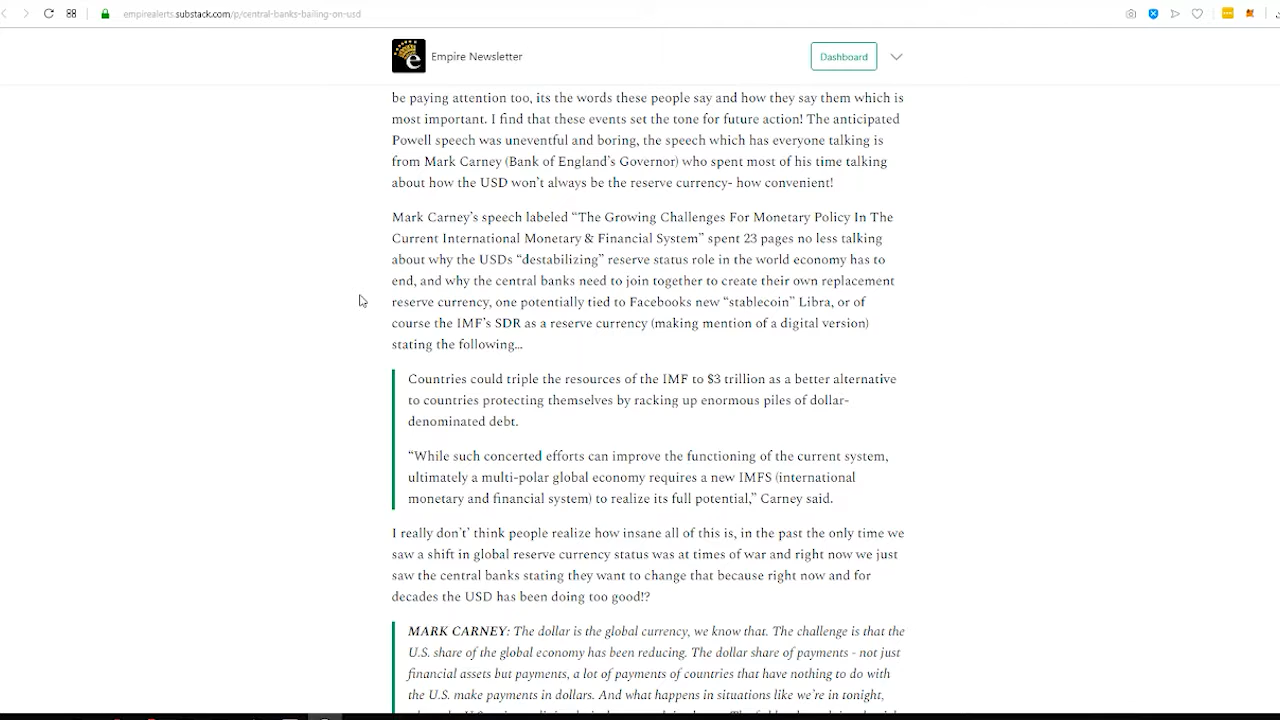 empirealerts.substack.com/p/central-banks-bailing-on-usd
Empire Newsletter
Dashboard
be paying attention too, its the words these people say and how they say them which is
most important. I find that these events set the tone for future action! The anticipated
Powell speech was uneventful and boring, the speech which has everyone talking is
from Mark Carney (Bank of England’s Governor) who spent most of his time talking
about how the USD won’t always be the reserve currency- how convenient!
Mark Carney’s speech labeled “The Growing Challenges For Monetary Policy In The
Current International Monetary & Financial System” spent 23 pages no less talking
about why the USDs “destabilizing” reserve status role in the world economy has to
end, and why the central banks need to join together to create their own replacement
reserve currency, one potentially tied to Facebooks new “stablecoin” Libra, or of
course the IMF’s SDR as a reserve currency (making mention of a digital version)
stating the following...
Countries could triple the resources of the IMF to $3 trillion as a better alternative
to countries protecting themselves by racking up enormous piles of dollar-
denominated debt.
“While such concerted efforts can improve the functioning of the current system,
ultimately a multi-polar global economy requires a new IMFS (international
monetary and financial system) to realize its full potential,” Carney said.
I really don’t’ think people realize how insane all of this is, in the past the only time we
saw a shift in global reserve currency status was at times of war and right now we just
saw the central banks stating they want to change that because right now and for
decades the USD has been doing too good!?
MARK CARNEY: The dollar is the global currency, we know that. The challenge is that the
U.S. share of the global economy has been reducing. The dollar share of payments - not just
financial assets but payments, a lot of payments of countries that have nothing to do with
the U.S. make payments in dollars. And what happens in situations like we’re in tonight,